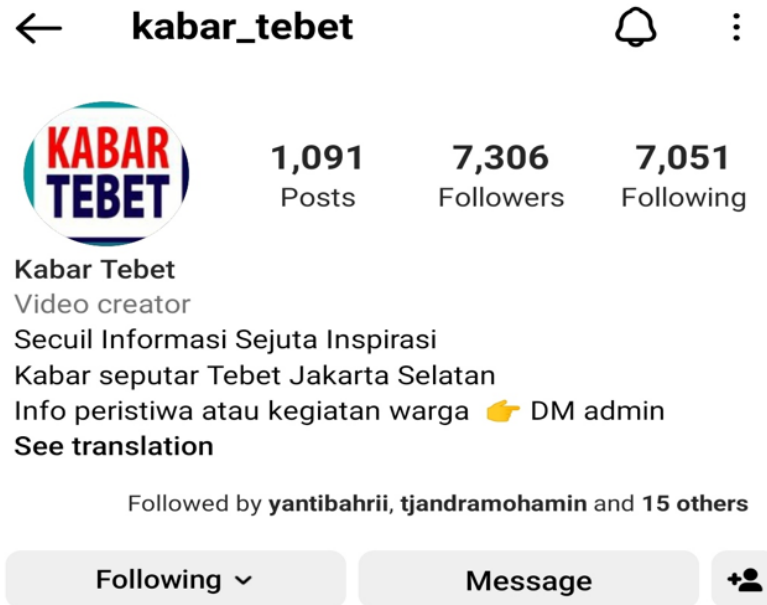 kabar_tebet
KABAR
TEBET
1,091 7,306 7,051
Posts Followers Following
Kabar Tebet
Video creator
Secuil Informasi Sejuta Inspirasi
Kabar seputar Tebet Jakarta Selatan
Info peristiwa atau kegiatan warga 👉 DM admin
See translation
Followed by yantibahrii, tjandramohamin and 15 others
Following Message